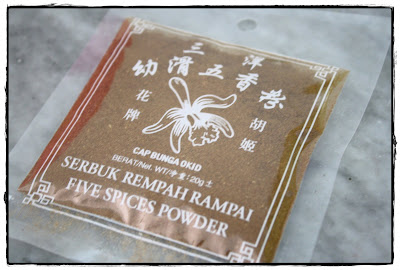 三 洋
幼滑五香粉
胡姬
花牌
CAP BUNGA OKID
BERAT/Net. WT/净重: 20g±
SERBUK REMPAH RAMPAI
FIVE SPICES POWDER